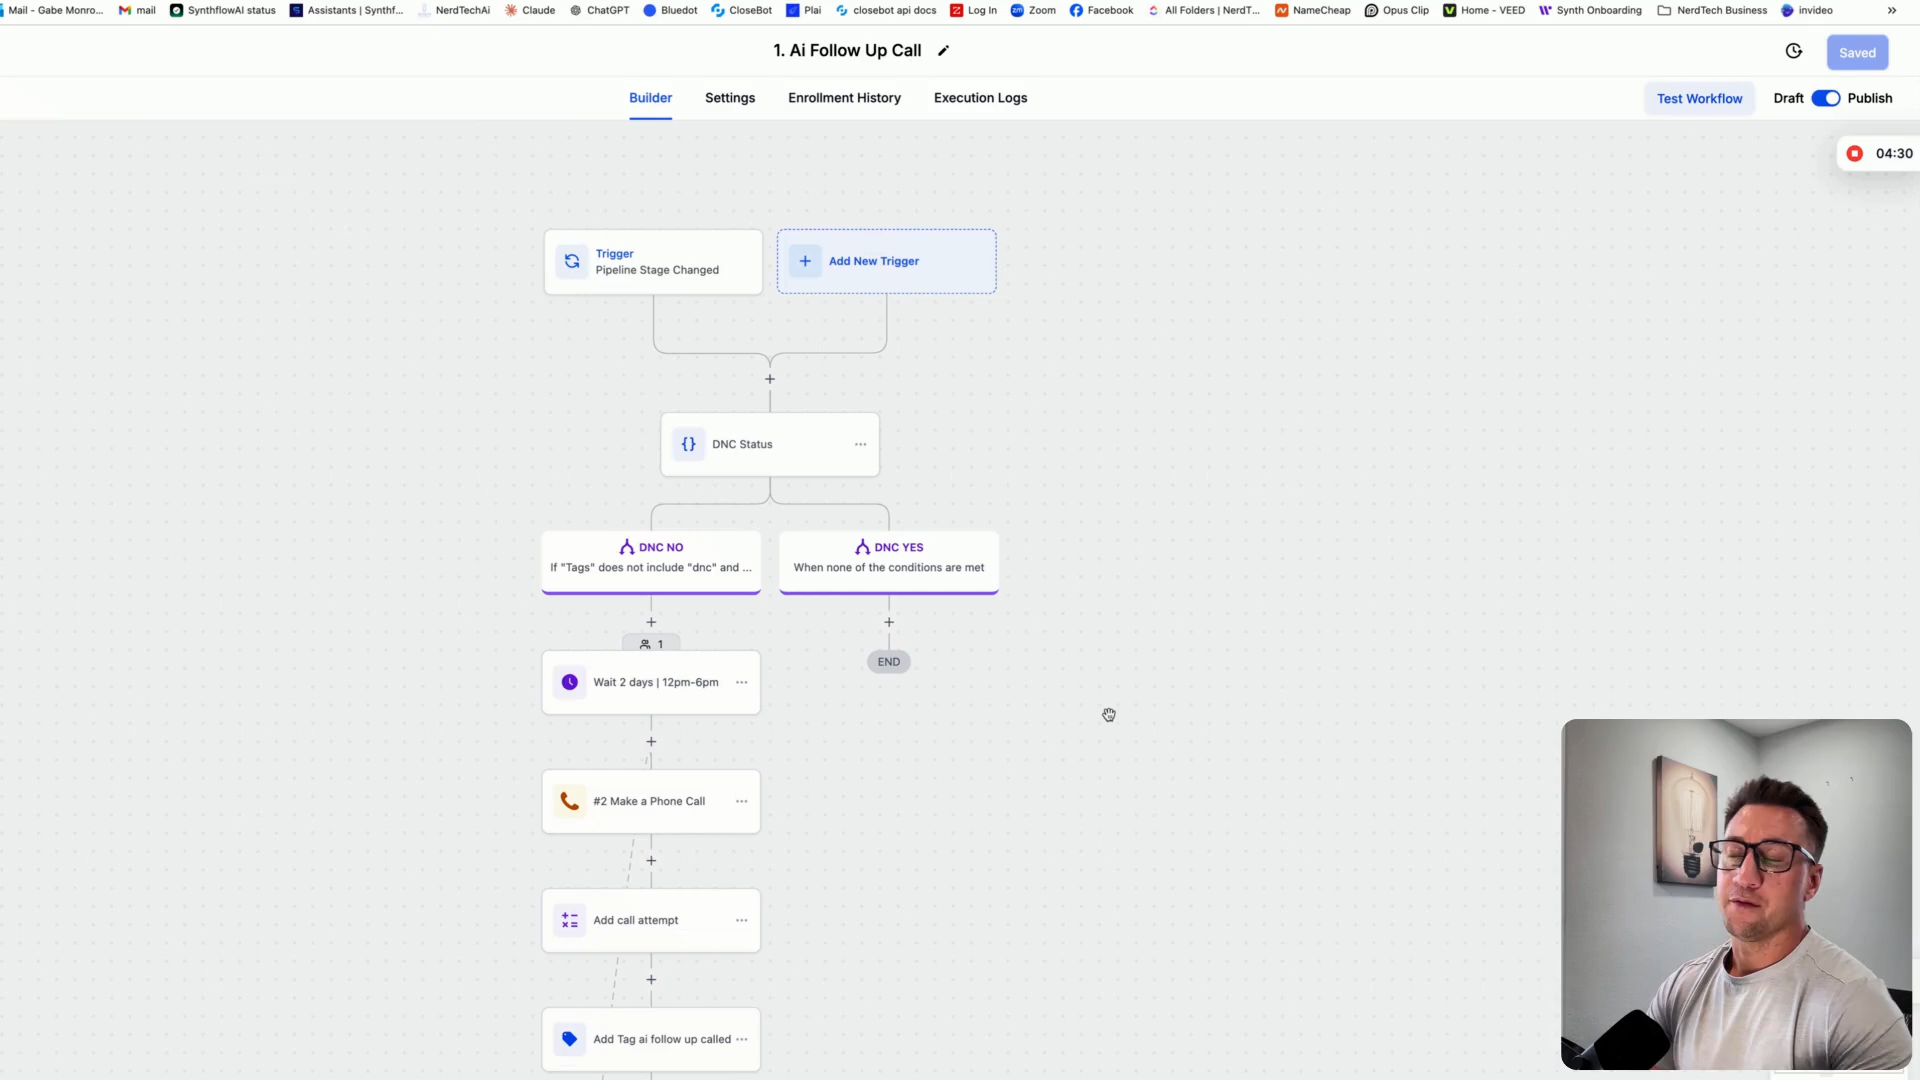 Mail - Gabe Monro...
mail
SynthflowAI status
Assistants | Synthf...
NerdTechAi
Claude
ChatGPT
Bluedot
CloseBot
Plai
closebot api docs
Log In
Zoom
Facebook
All Folders | NerdT...
NameCheap
Opus Clip
Home - VEED
Synth Onboarding
NerdTech Business
invideo
»
1. Ai Follow Up Call
Saved
Builder
Settings
Enrollment History
Execution Logs
Test Workflow
Draft
Publish
04:30
Trigger
Pipeline Stage Changed
Add New Trigger
DNC Status
DNC NO
If "Tags" does not include "dnc" and ...
DNC YES
When none of the conditions are met
1
END
Wait 2 days | 12pm-6pm
#2 Make a Phone Call
Add call attempt
Add Tag ai follow up called